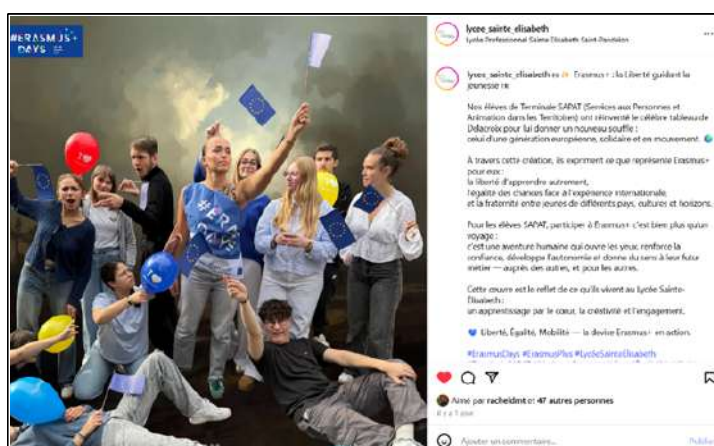 #ERASMUS+
DAYS
#ERAS
lycee_sainte_elisabeth
Lycée Professionnel Sainte Elisabeth Saint-Pandelon
lycee_sainte_elisabeth Erasmus+ : la Liberté guidant la
jeunesse
Nos élèves de Terminale SAPAT (Services aux Personnes et
Animation dans les Territoires) ont réinventé le célèbre tableau de
Delacroix pour lui donner un nouveau souffle :
celui d'une génération européenne, solidaire et en mouvement.
À travers cette création, ils expriment ce que représente Erasmus+
pour eux :
la liberté d'apprendre autrement,
l'égalité des chances face à l'expérience internationale,
et la fraternité entre jeunes de différents pays, cultures et horizons.
Pour les élèves SAPAT, participer à Erasmus+ c'est bien plus qu'un
voyage :
c'est une aventure humaine qui ouvre les yeux, renforce la
confiance, développe l'autonomie et donne du sens à leur futur
métier — auprès des autres, et pour les autres.
Cette œuvre est le reflet de ce qu'ils vivent au Lycée Sainte-
Elisabeth :
un apprentissage par le cœur, la créativité et l'engagement.
Liberté, Égalité, Mobilité — la devise Erasmus+ en action.
#ErasmusDays #ErasmusPlus #LycéeSainteElisabeth
Aimé par racheldmt et 47 autres personnes
il y a 1 jour
Ajouter un commentaire...
Publier